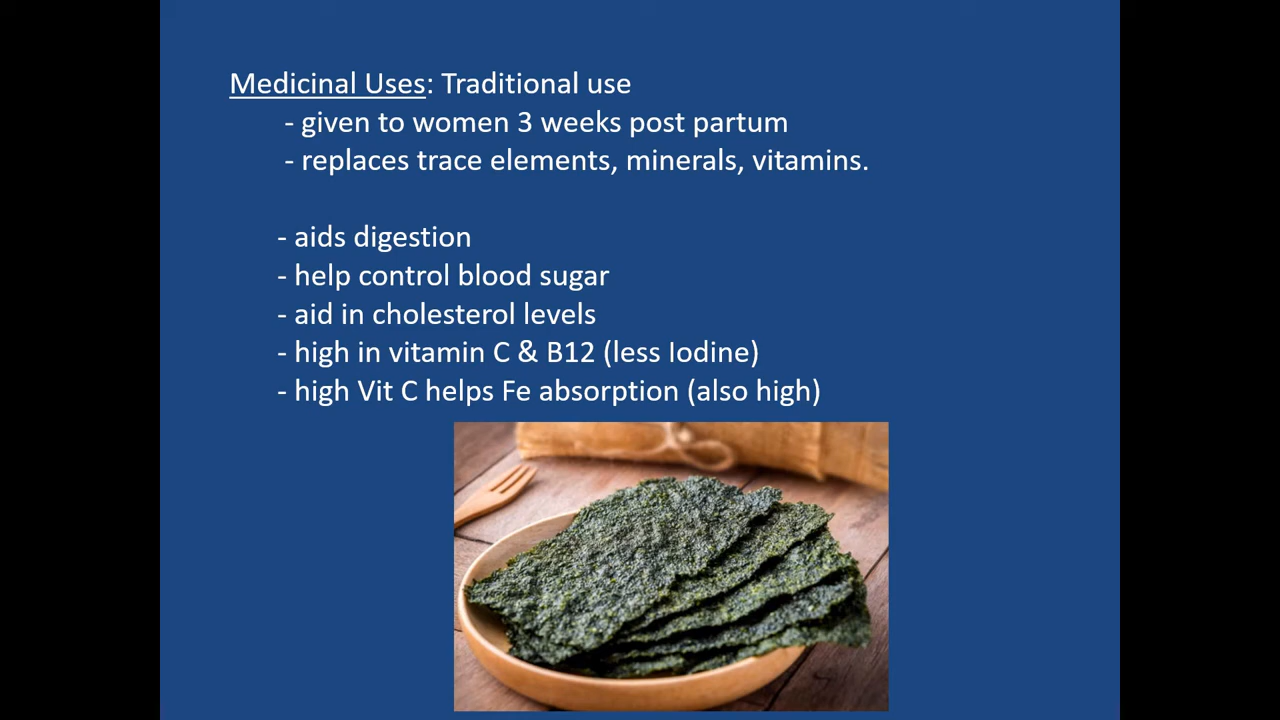 Medicinal Uses: Traditional use
- given to women 3 weeks post partum
- replaces trace elements, minerals, vitamins.
- aids digestion
- help control blood sugar
- aid in cholesterol levels
- high in vitamin C & B12 (less Iodine)
- high Vit C helps Fe absorption (also high)